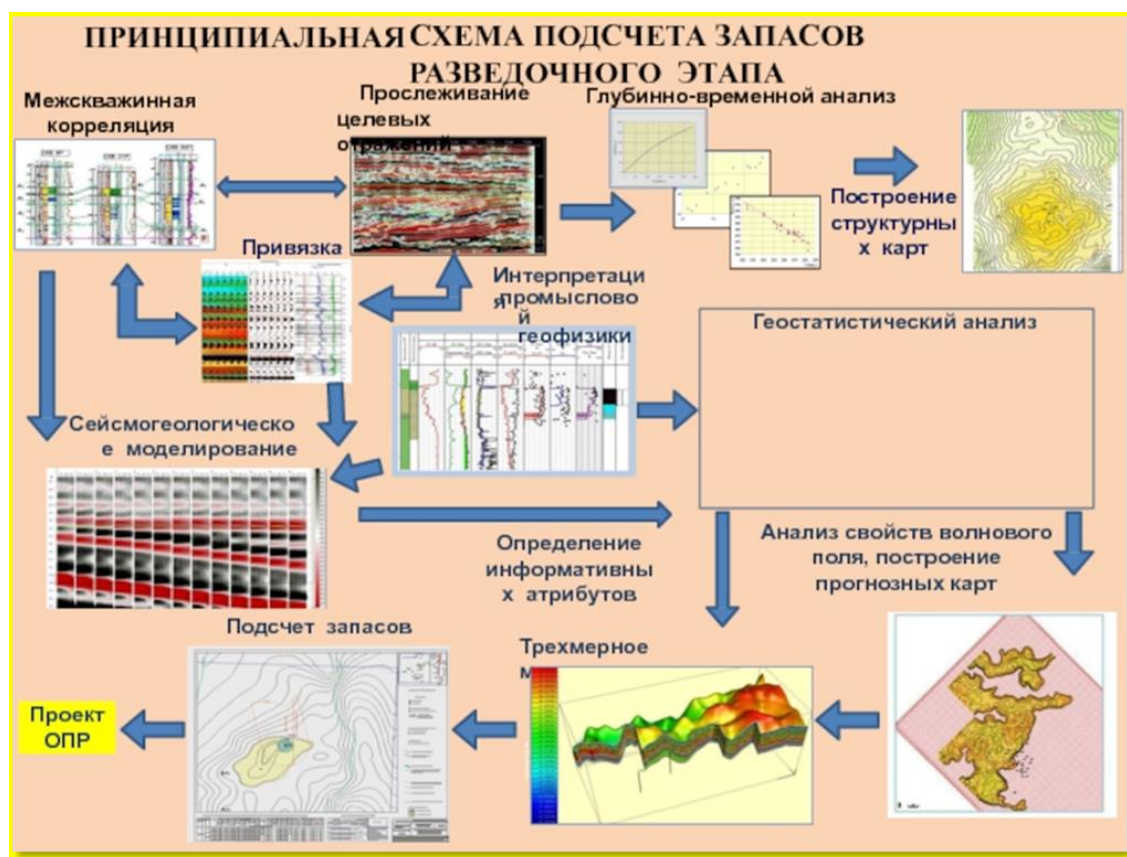 ПРИНЦИПИАЛЬНАЯ СХЕМА ПОДСЧЕТА ЗАПАСОВ
РАЗВЕДОЧНОГО ЭТАПА
Межскважинная
корреляция
Прослеживание
целевых
отражений
Глубинно-временной анализ
Построение
структурны
х карт
Привязка
Интерпретаци
я
промыслово
й
геофизики
Геостатистический анализ
Сейсмогеологическо
е моделирование
Определение
информативны
х атрибутов
Анализ свойств волнового
поля, построение
прогнозных карт
Подсчет запасов
Трехмерное
Проект
ОПР